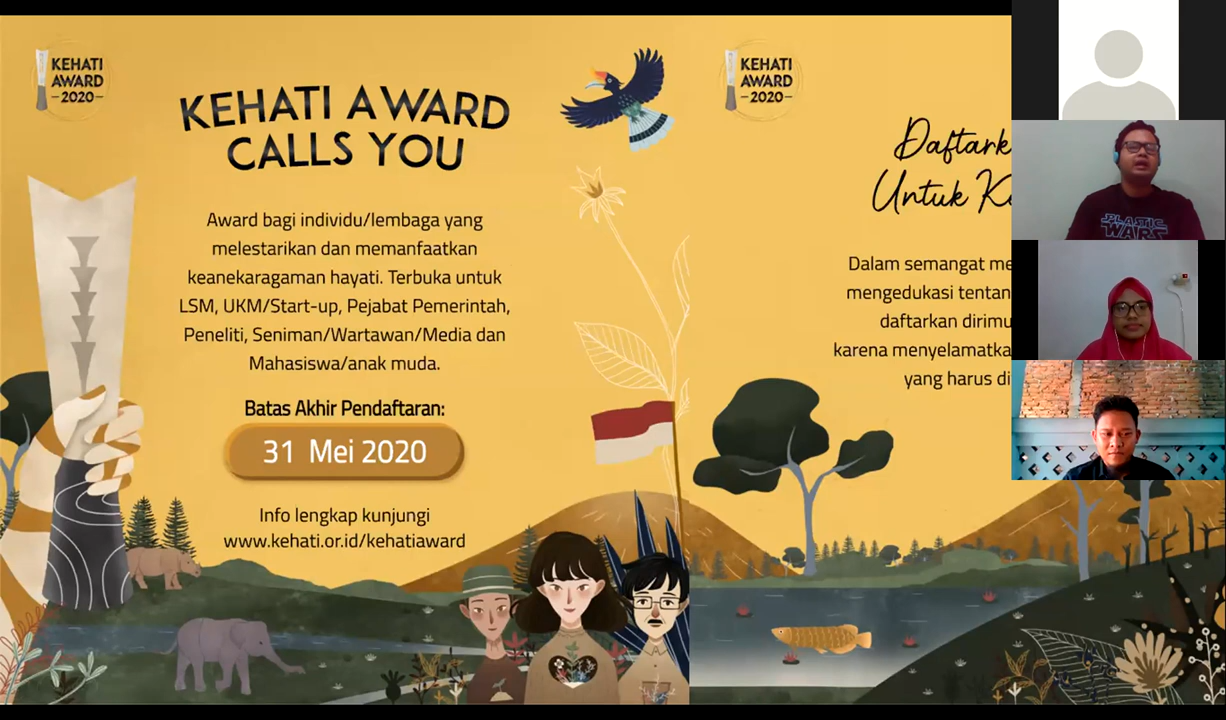 KEHATI
AWARD
-2020-
KEHATI AWARD
CALLS YOU
Award bagi individu/lembaga yang
melestarikan dan memanfaatkan
keanekaragaman hayati. Terbuka untuk
LSM, UKM/Start-up, Pejabat Pemerintah,
Peneliti, Seniman/Wartawan/Media dan
Mahasiswa/anak muda.
Batas Akhir Pendaftaran:
31 Mei 2020
Info lengkap kunjungi
www.kehati.or.id/kehatiaward
KEHATI
AWARD
-2020-
Daftark
Untuk K
Dalam semangat me
mengedukasi tentan
daftarkan dirimu
karena menyelamatka
yang harus di
PLASTIC
WARS